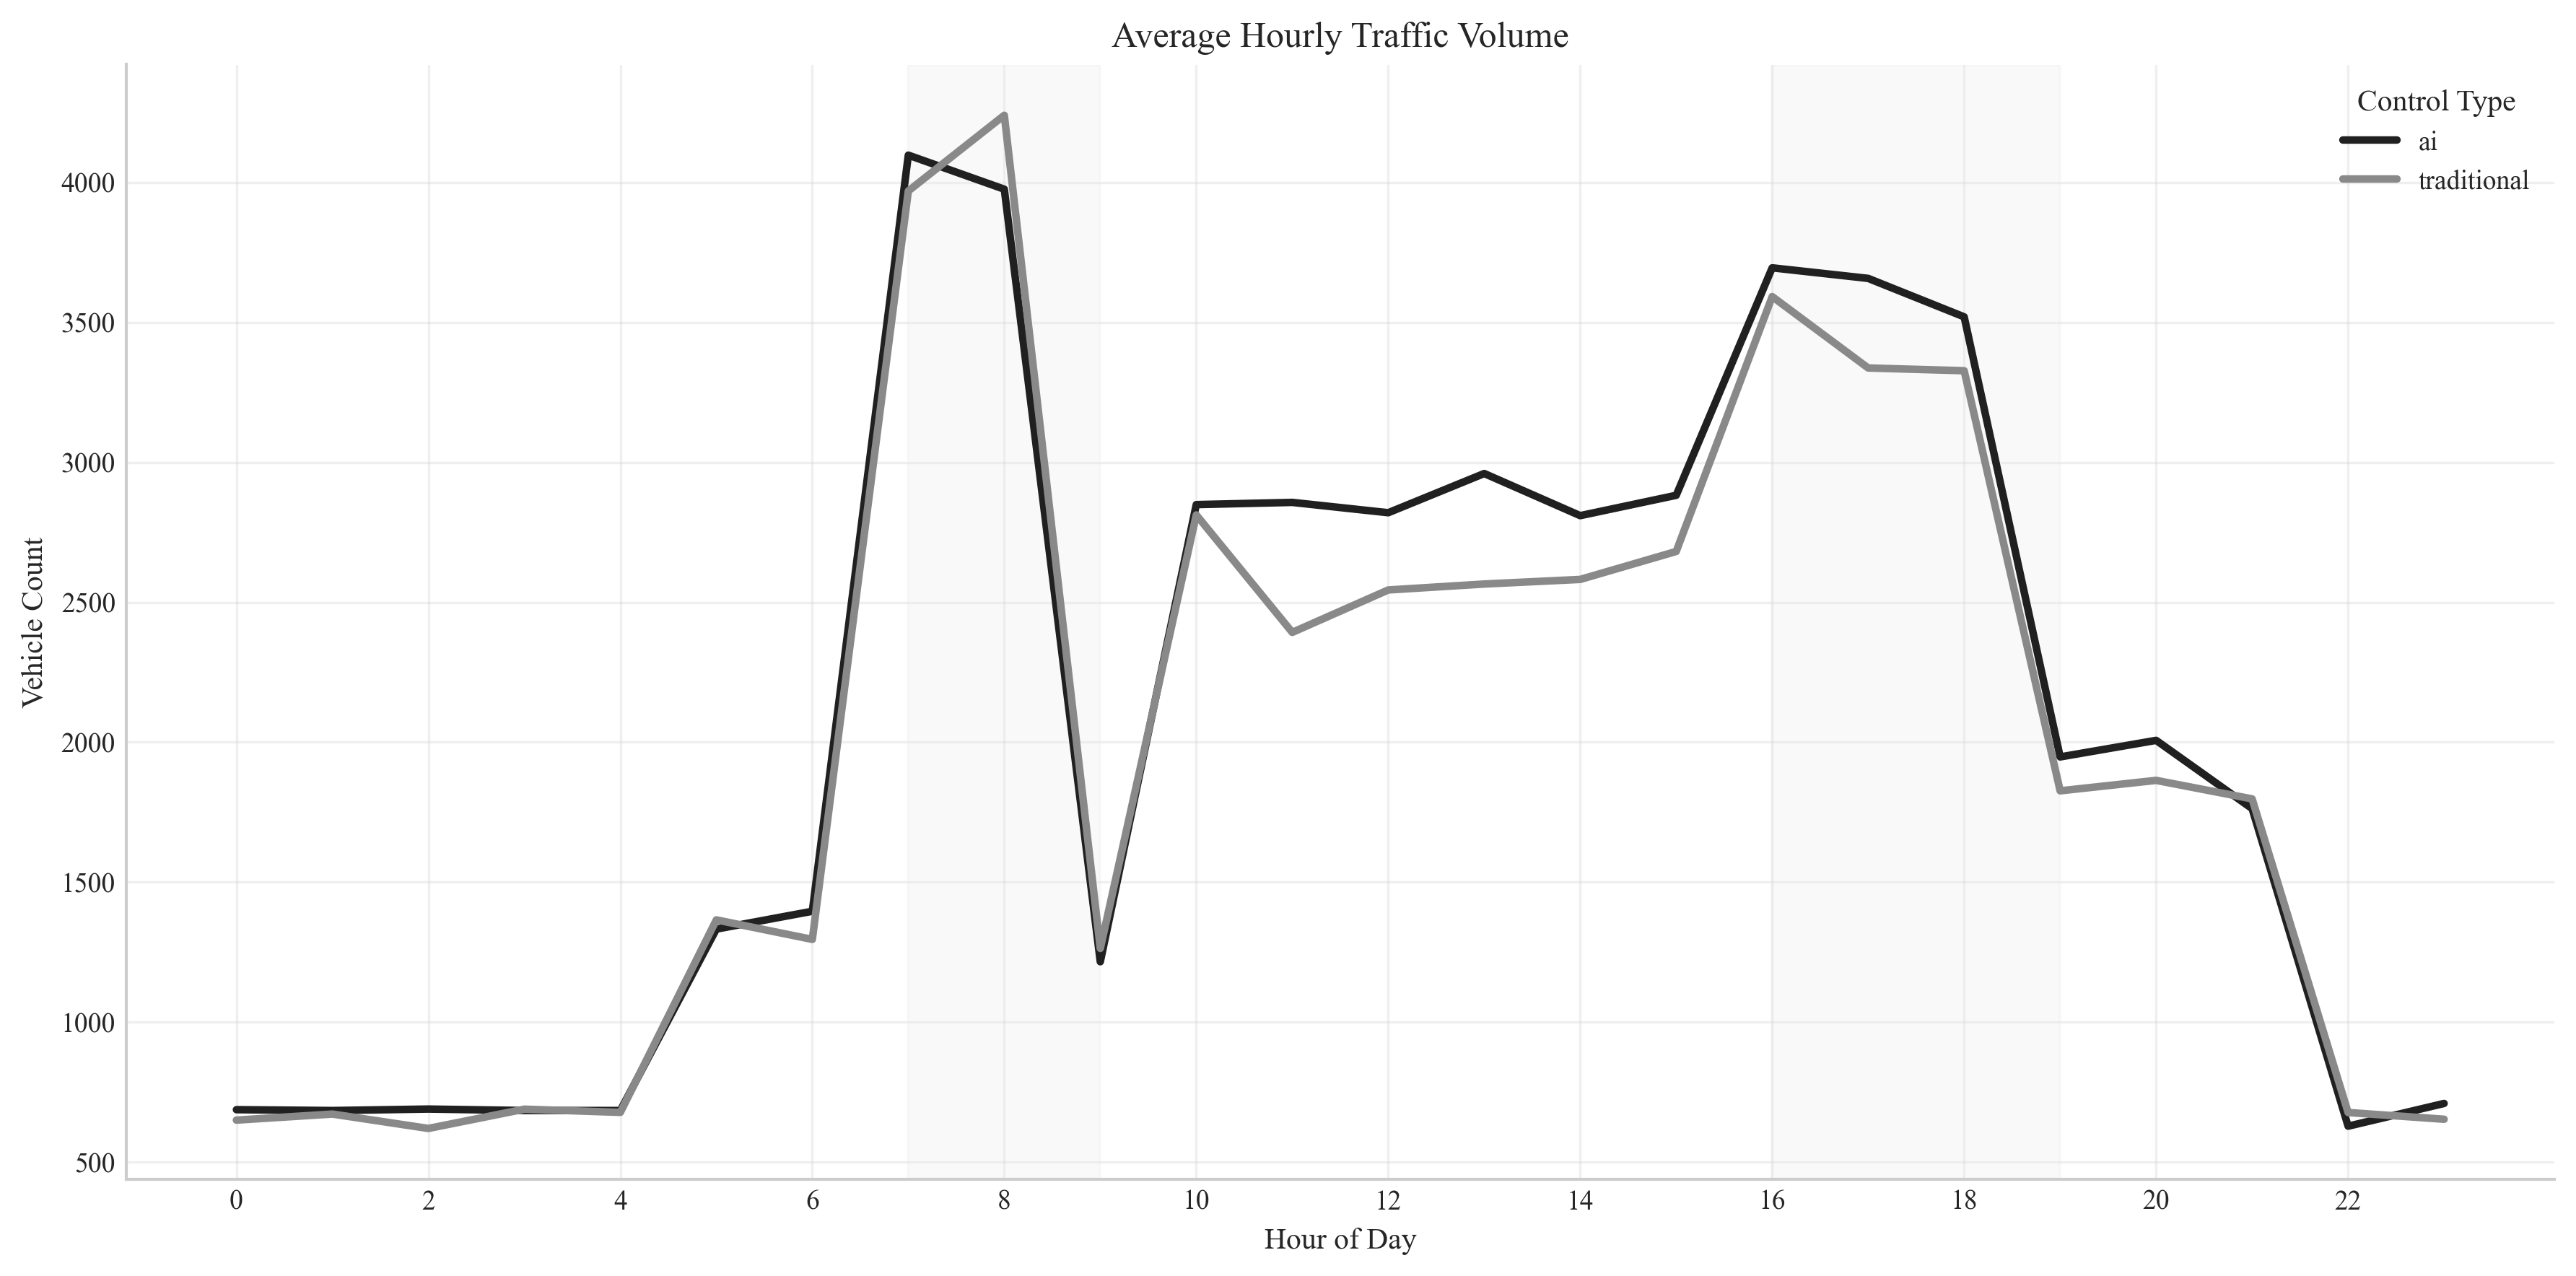 Average Hourly Traffic Volume
Control Type
ai
traditional
4000
3500
3000
2500
2000
1500
1000
500
Vehicle Count
0 2 4 6 8 10 12 14 16 18 20 22
Hour of Day